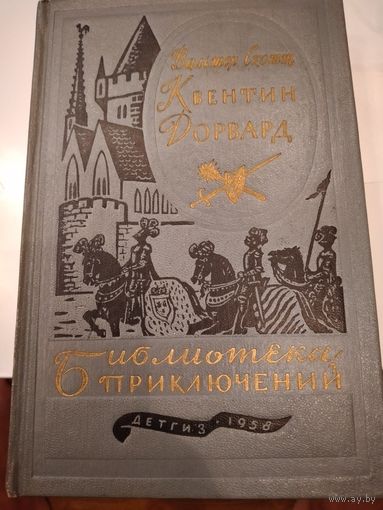 Вальтер Скотт
Квентин
Дорвард
Библиотека
приключений
ДЕТГИЗ · 1958
www.ay.by